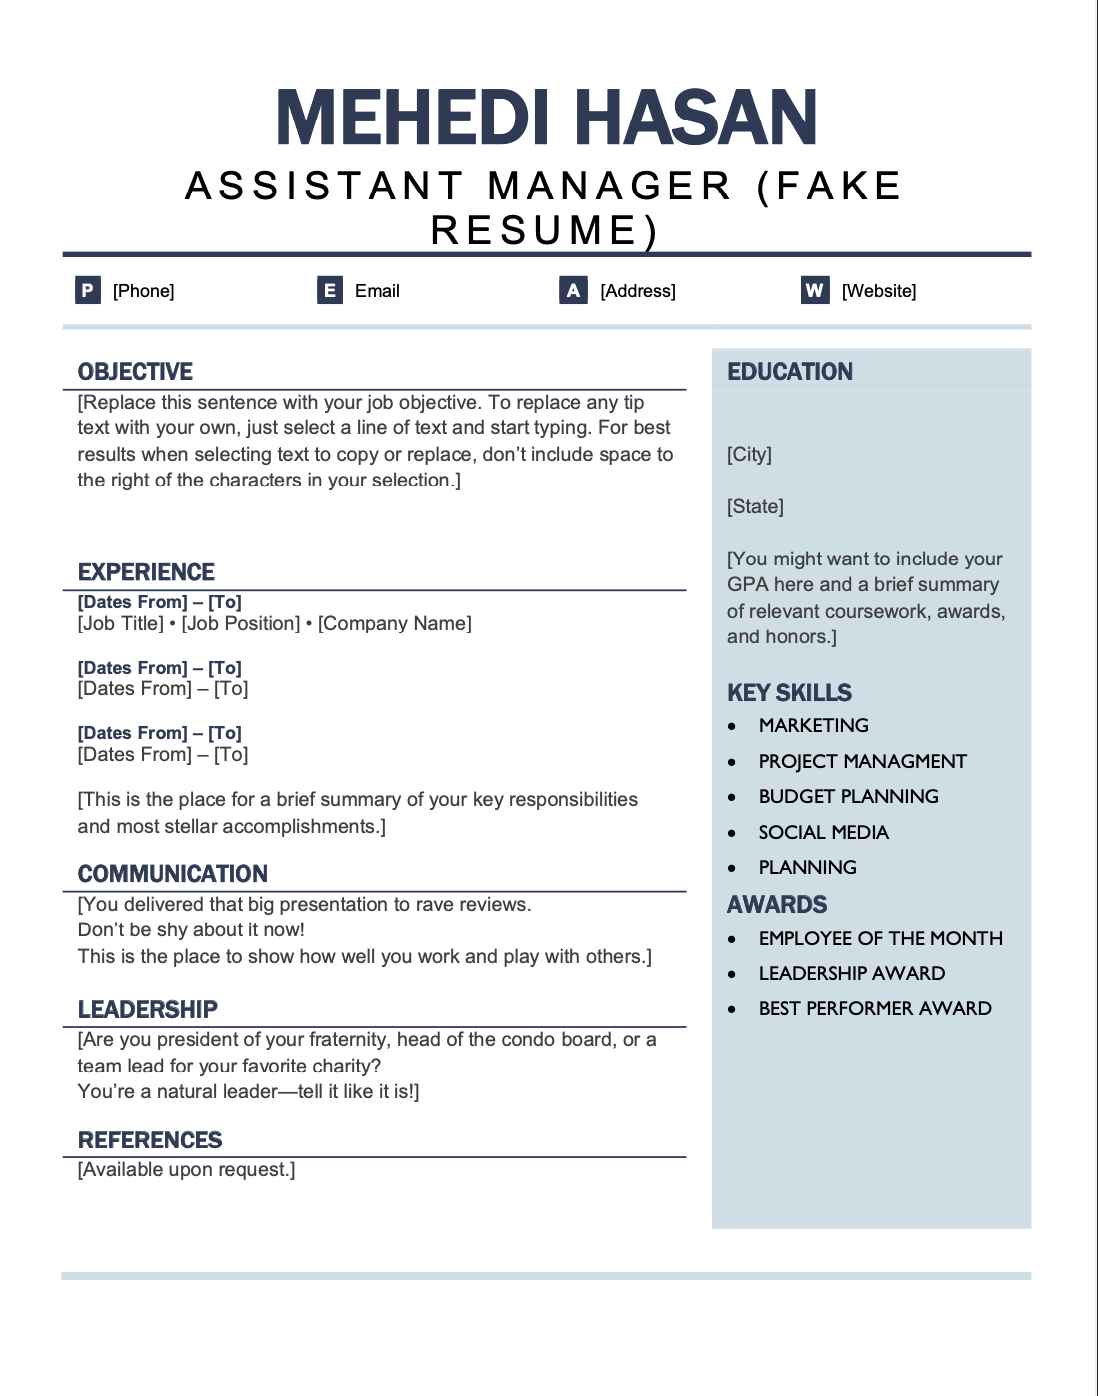 MEHEDI HASAN
ASSISTANT MANAGER (FAKE
RESUME)
P [Phone]
E Email
A [Address]
W [Website]
OBJECTIVE
[Replace this sentence with your job objective. To replace any tip
text with your own, just select a line of text and start typing. For best
results when selecting text to copy or replace, don’t include space to
the right of the characters in your selection.]
EXPERIENCE
[Dates From] – [To]
[Job Title] • [Job Position] • [Company Name]
[Dates From] – [To]
[Dates From] – [To]
[Dates From] – [To]
[Dates From] – [To]
[This is the place for a brief summary of your key responsibilities
and most stellar accomplishments.]
COMMUNICATION
[You delivered that big presentation to rave reviews.
Don’t be shy about it now!
This is the place to show how well you work and play with others.]
LEADERSHIP
[Are you president of your fraternity, head of the condo board, or a
team lead for your favorite charity?
You’re a natural leader—tell it like it is!]
REFERENCES
[Available upon request.]
EDUCATION
[City]
[State]
[You might want to include your
GPA here and a brief summary
of relevant coursework, awards,
and honors.]
KEY SKILLS
• MARKETING
• PROJECT MANAGMENT
• BUDGET PLANNING
• SOCIAL MEDIA
• PLANNING
AWARDS
• EMPLOYEE OF THE MONTH
• LEADERSHIP AWARD
• BEST PERFORMER AWARD